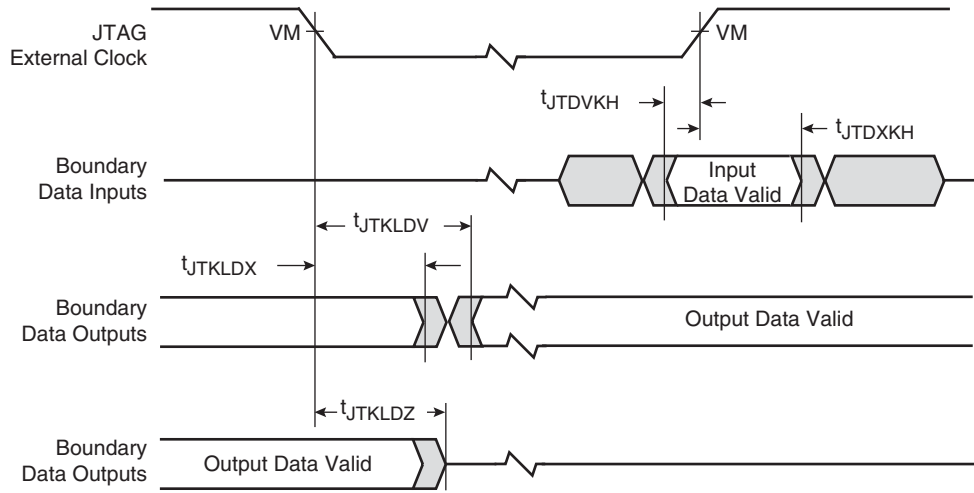 JTAG
External Clock
VM
VM
tJTDVKH
tJTDXKH
Boundary
Data Inputs
Input
Data Valid
tJTKLDV
tJTKLDX
Boundary
Data Outputs
Output Data Valid
tJTKLDZ
Boundary
Data Outputs
Output Data Valid